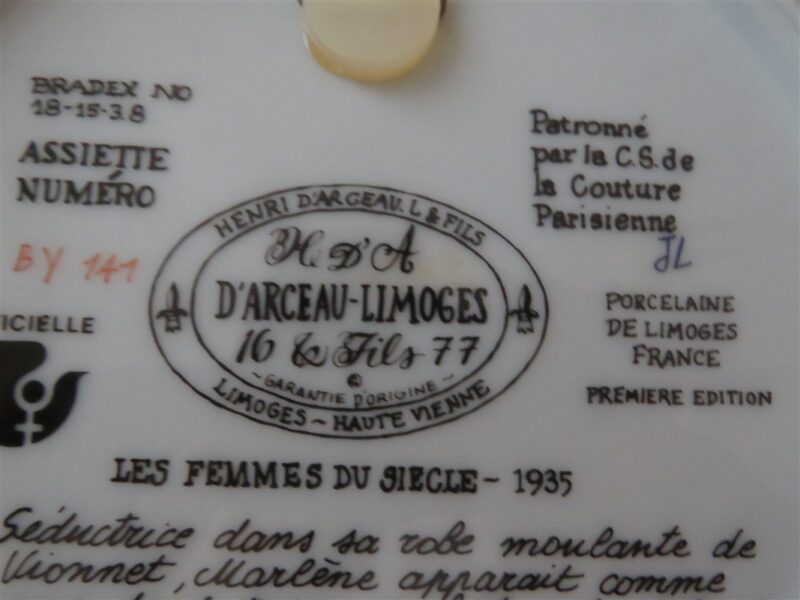 BRADEX NO
18-15-3.8
ASSIETTE
NUMÉRO
BY 141
Patronné
par la C.S. de
la Couture
Parisienne
JL
HENRI D'ARCEAU. L & FILS
H. D'A
D'ARCEAU-LIMOGES
16 & Fils 77
©
~GARANTIE D'ORIGINE~
LIMOGES ~ HAUTE VIENNE
ICIELLE
PORCELAINE
DE LIMOGES
FRANCE
PREMIERE EDITION
LES FEMMES DU SIECLE - 1935
Séductrice dans sa robe moulante de
Vionnet, Marlène apparait comme